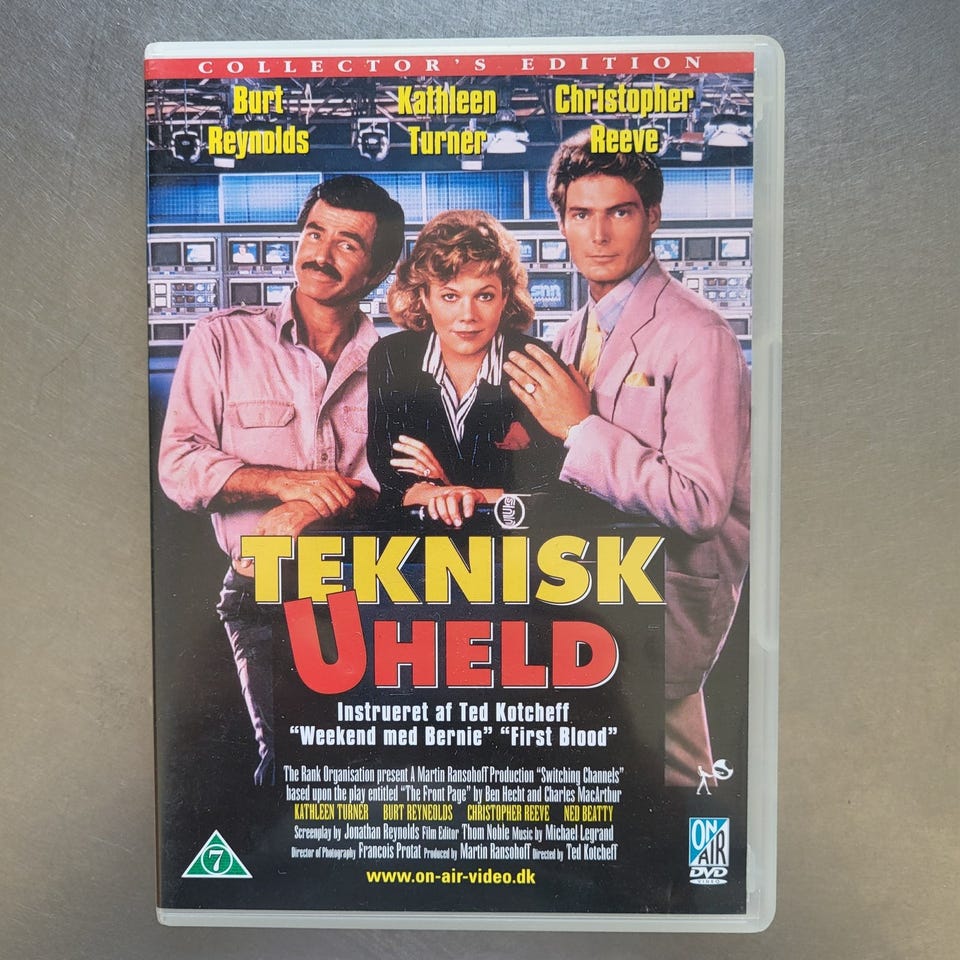 COLLECTOR'S EDITION
Burt Reynolds
Kathleen Turner
Christopher Reeve
TEKNISK
UHELD
Instrueret af Ted Kotcheff
"Weekend med Bernie" "First Blood"
The Rank Organisation present A Martin Ransohoff Production "Switching Channels"
based upon the play entitled "The Front Page" by Ben Hecht and Charles MacArthur
KATHLEEN TURNER BURT REYNEOLDS CHRISTOPHER REEVE NED BEATTY
Screenplay by Jonathan Reynolds Film Editor Thom Noble Music by Michael Legrand
Director of Photography Francois Protat Produced by Martin Ransohoff Directed by Ted Kotcheff
7
www.on-air-video.dk
ON AIR
DVD
VIDEO